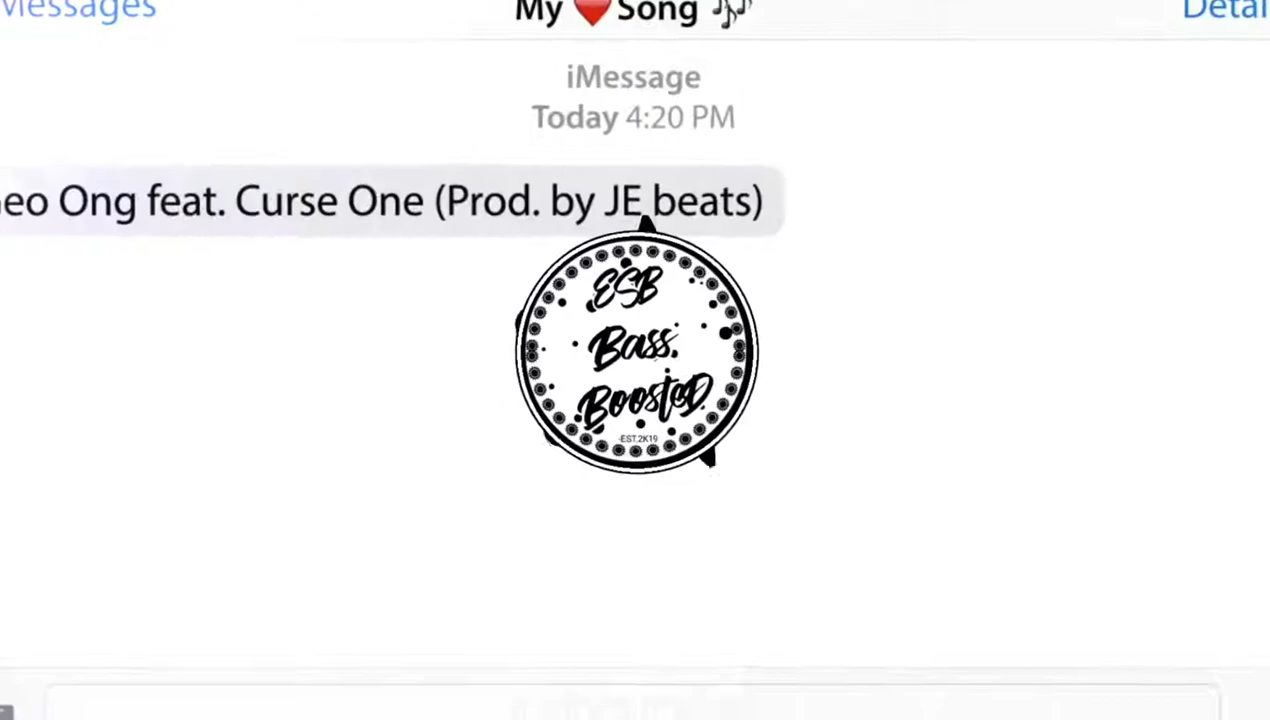 Messages
My ❤️ Song 🎶
Detai
iMessage
Today 4:20 PM
eo Ong feat. Curse One (Prod. by JE beats)
ESB
Bass.
BoosteD
-EST.2K19